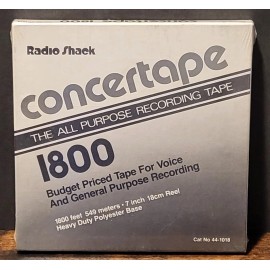 Radio Shack
concertape
THE ALL PURPOSE RECORDING TAPE
1800
Budget Priced Tape For Voice
And General Purpose Recording
1800 feet 549 meters • 7 inch 18cm Reel
Heavy Duty Polyester Base
Cat No 44-1018